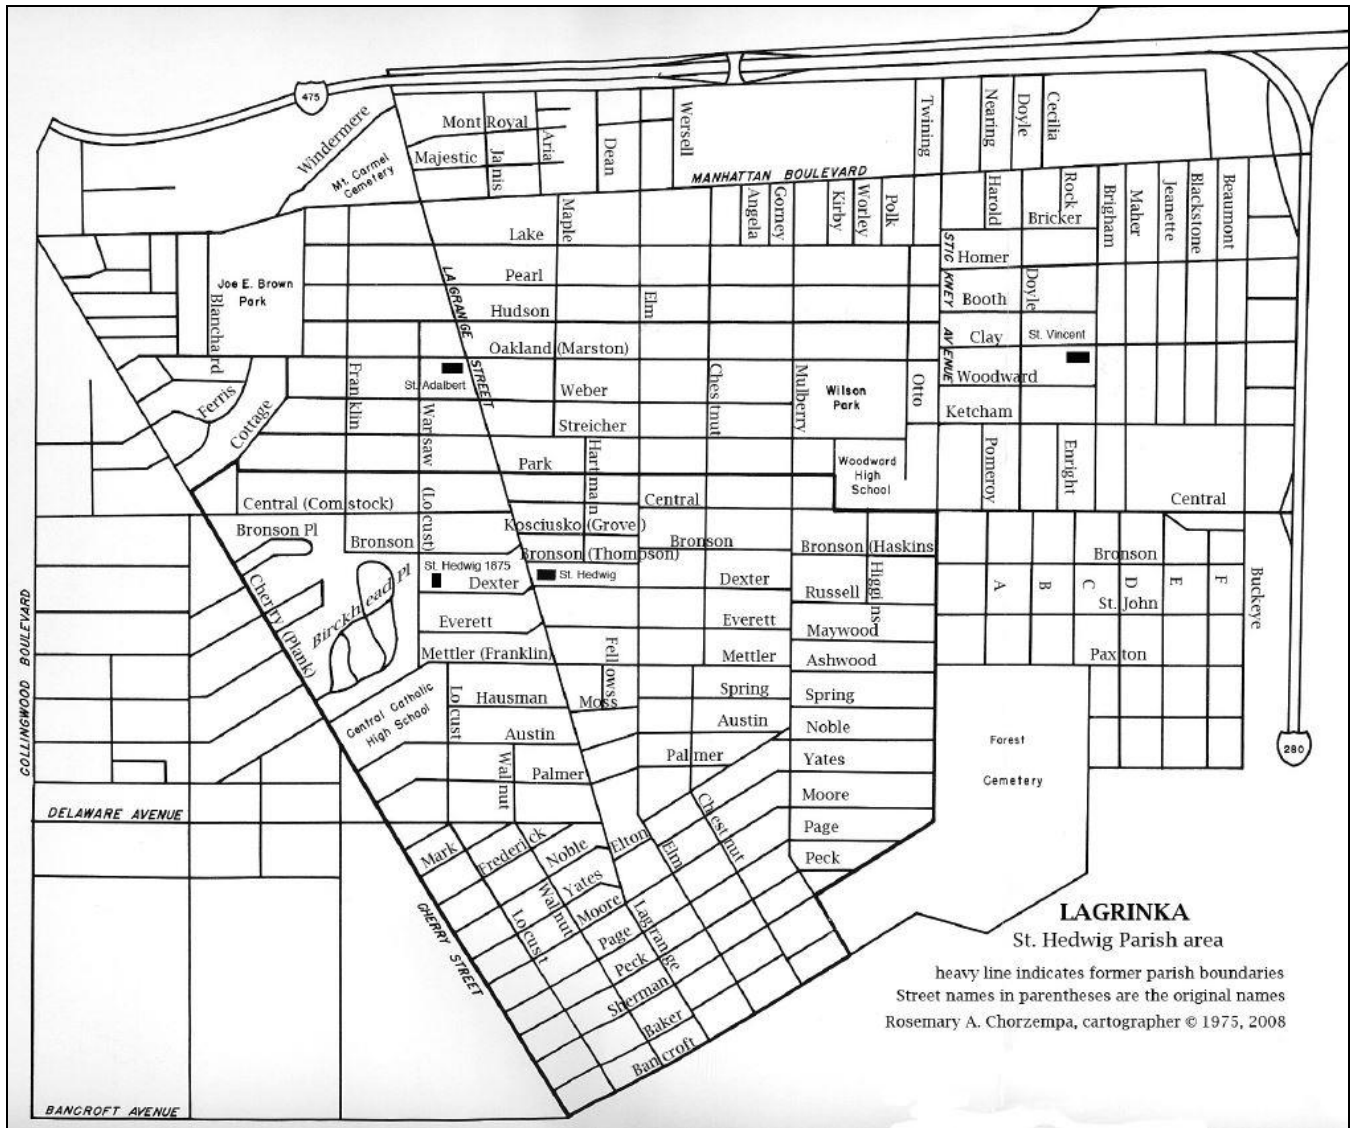 475
Windermere
Mt. Carmel
Cemetery
Mont Royal
Majestic
Janis
Aria
Dean
Wersell
Twining
Nearing
Doyle
Cecilia
MANHATTAN BOULEVARD
Maple
Lake
Angela
Gorney
Kirby
Worley
Polk
Harold
Rock
Bricker
Brigham
Maher
Jeanette
Blackstone
Beaumont
STICKNEY AVENUE
Homer
Joe E. Brown
Park
Blanchard
LAGRANGE STREET
Pearl
Hudson
Elm
Booth
Doyle
Oakland (Marston)
Clay
St. Vincent
Ferris
Cottage
Franklin
St. Adalbert
Warsaw (Locust)
Weber
Chestnut
Mulberry
Wilson
Park
Otto
Woodward
Streicher
Ketcham
Hartman
Park
Woodward
High
School
Pomeroy
Enright
Central (Comstock)
Central
Central
Bronson Pl
Kosciusko (Grove)
Bronson
Bronson (Thompson)
Bronson
Bronson (Haskins)
Bronson
St. Hedwig 1875
St. Hedwig
Dexter
Dexter
Russell
Higgins
A
B
C
D
E
F
St. John
Buckeye
Cherry (Plank)
Birckhead Pl
Everett
Everett
Maywood
COLLINGWOOD BOULEVARD
Mettler (Franklin)
Fellows
Mettler
Ashwood
Paxton
Central Catholic
High School
Locust
Hausman
Moss
Spring
Spring
Austin
Austin
Noble
Forest
Cemetery
280
Walnut
Palmer
Palmer
Yates
Moore
DELAWARE AVENUE
Chestnut
Page
Mark
Frederick
Noble
Elton
Elm
Peck
Yates
Walnut
Moore
CHERRY STREET
Locust
Page
Lagrange
Peck
Sherman
Baker
Bancroft
BANCROFT AVENUE
LAGRINKA
St. Hedwig Parish area
heavy line indicates former parish boundaries
Street names in parentheses are the original names
Rosemary A. Chorzempa, cartographer © 1975, 2008